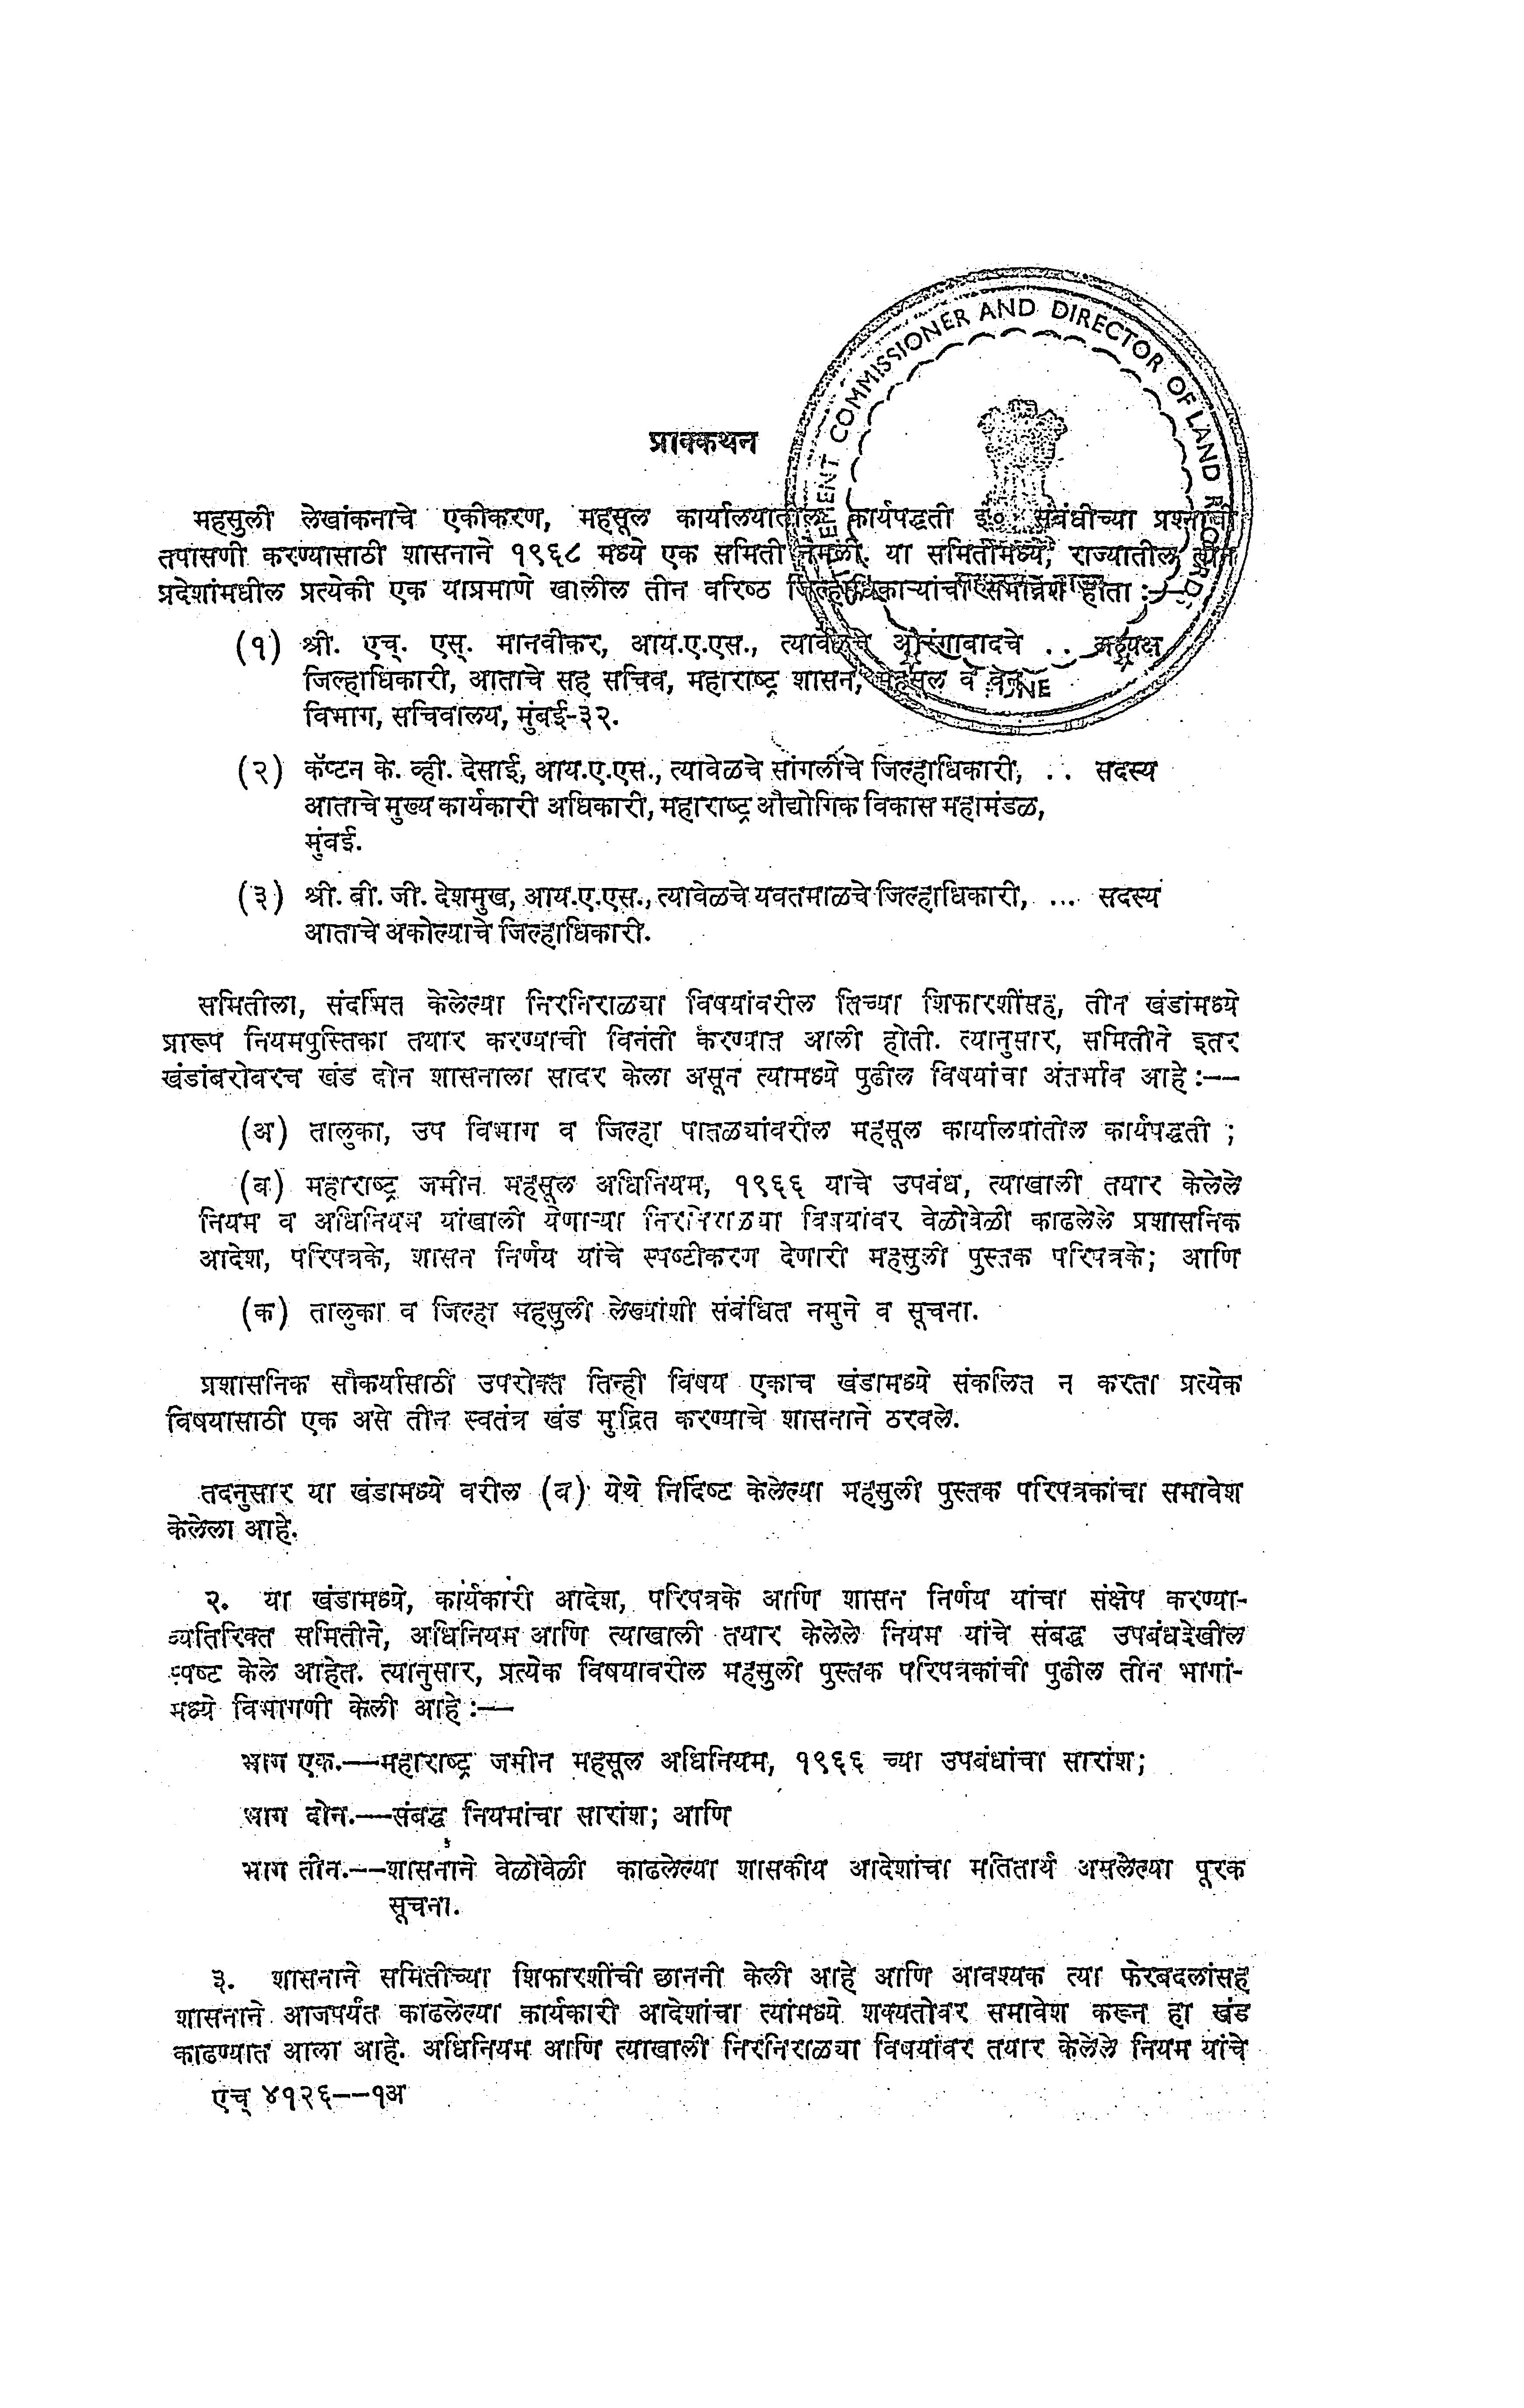 प्राक्कथन
SETTLEMENT COMMISSIONER AND DIRECTOR OF LAND RECORDS
महसुली लेखांकनाचे एकीकरण, महसूल कार्यालयातील कार्यपद्धती इ० संबंधीच्या प्रश्नाची
तपासणी करण्यासाठी शासनाने १९६८ मध्ये एक समिती नेमली. या समितीमध्ये, राज्यातील तीन
प्रदेशांमधील प्रत्येकी एक याप्रमाणे खालील तीन वरिष्ठ जिल्हाधिकाऱ्यांचा समावेश होता :—
(१) श्री. एच्. एस्. मानवीकर, आय.ए.एस., त्यावेळचे औरंगाबादचे . . अध्यक्ष
जिल्हाधिकारी, आताचे सह सचिव, महाराष्ट्र शासन, महसूल व वन
विभाग, सचिवालय, मुंबई-३२.
(२) कॅप्टन के. व्ही. देसाई, आय.ए.एस., त्यावेळचे सांगलीचे जिल्हाधिकारी, . . सदस्य
आताचे मुख्य कार्यकारी अधिकारी, महाराष्ट्र औद्योगिक विकास महामंडळ,
मुंबई.
(३) श्री. बी. जी. देशमुख, आय.ए.एस., त्यावेळचे यवतमाळचे जिल्हाधिकारी, ... सदस्य
आताचे अकोल्याचे जिल्हाधिकारी.
समितीला, संदर्भित केलेल्या निरनिराळया विषयांवरील तिच्या शिफारशींसह, तीन खंडांमध्ये
प्रारूप नियमपुस्तिका तयार करण्याची विनंती करण्यात आली होती. त्यानुसार, समितीने इतर
खंडांबरोबरच खंड दोन शासनाला सादर केला असून त्यामध्ये पुढील विषयांचा अंतर्भाव आहे :--
(अ) तालुका, उप विभाग व जिल्हा पातळ्यांवरील महसूल कार्यालयांतील कार्यपद्धती ;
(ब) महाराष्ट्र जमीन महसूल अधिनियम, १९६६ याचे उपबंध, त्याखाली तयार केलेले
नियम व अधिनियम यांखाली येणाऱ्या निरनिराळया विषयांवर वेळोवेळी काढलेले प्रशासनिक
आदेश, परिपत्रके, शासन निर्णय यांचे स्पष्टीकरण देणारी महसुली पुस्तक परिपत्रके; आणि
(क) तालुका व जिल्हा महसुली लेख्यांशी संबंधित नमुने व सूचना.
प्रशासनिक सौकर्यासाठी उपरोक्त तिन्ही विषय एकाच खंडामध्ये संकलित न करता प्रत्येक
विषयासाठी एक असे तीन स्वतंत्र खंड मुद्रित करण्याचे शासनाने ठरवले.
तदनुसार या खंडामध्ये वरील (ब) येथे निर्दिष्ट केलेल्या महसुली पुस्तक परिपत्रकांचा समावेश
केलेला आहे.
२. या खंडामध्ये, कार्यकारी आदेश, परिपत्रके आणि शासन निर्णय यांचा संक्षेप करण्या-
व्यतिरिक्त समितीने, अधिनियम आणि त्याखाली तयार केलेले नियम यांचे संबद्ध उपबंधदेखील
स्पष्ट केले आहेत. त्यानुसार, प्रत्येक विषयावरील महसुली पुस्तक परिपत्रकांची पुढील तीन भागां-
मध्ये विभागणी केली आहे :—
भाग एक.—महाराष्ट्र जमीन महसूल अधिनियम, १९६६ च्या उपबंधांचा सारांश;
भाग दोन.—संबद्ध नियमांचा सारांश; आणि
भाग तीन.--शासनाने वेळोवेळी काढलेल्या शासकीय आदेशांचा मतितार्थ असलेल्या पूरक
सूचना.
३. शासनाने समितीच्या शिफारशींची छाननी केली आहे आणि आवश्यक त्या फेरबदलांसह
शासनाने आजपर्यंत काढलेल्या कार्यकारी आदेशांचा त्यांमध्ये शक्यतोवर समावेश करून हा खंड
काढण्यात आला आहे. अधिनियम आणि त्याखाली निरनिराळया विषयांवर तयार केलेले नियम यांचे
एच् ४१२६--१अ